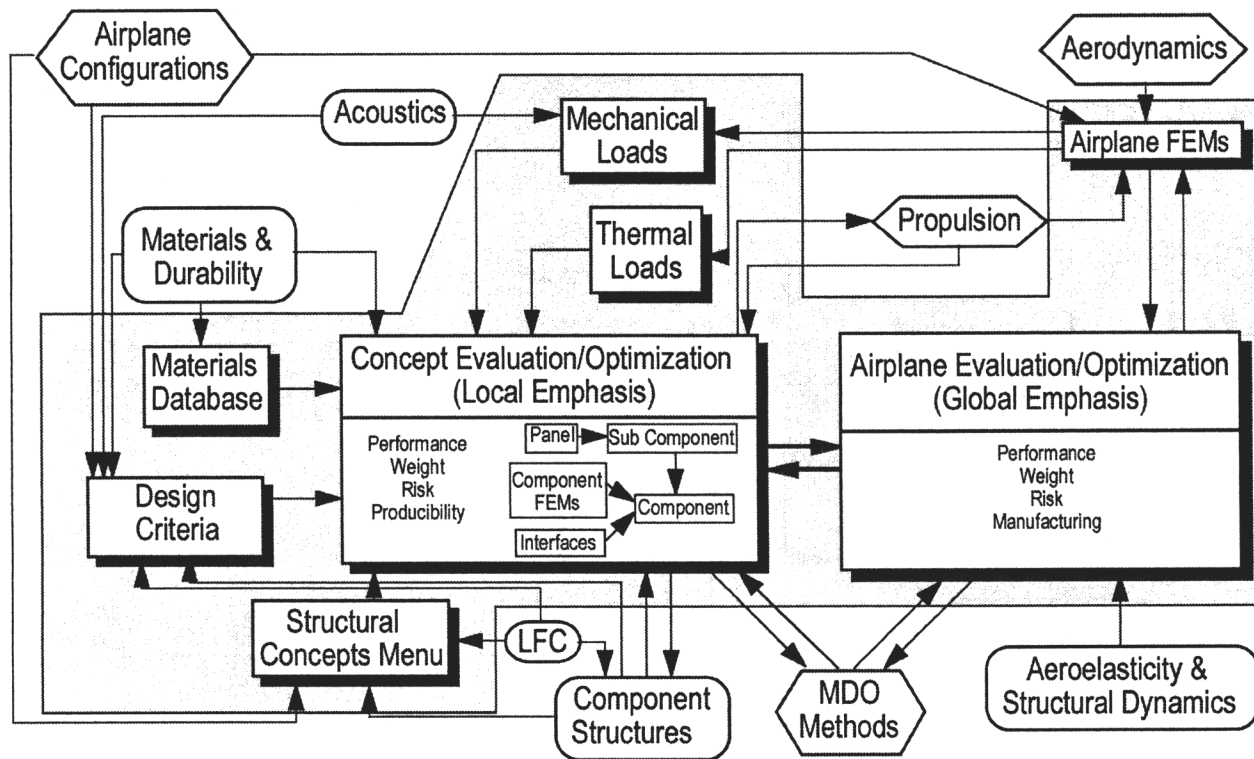 Airplane
Configurations
Aerodynamics
Acoustics
Mechanical
Loads
Airplane FEMs
Materials &
Durability
Thermal
Loads
Propulsion
Materials
Database
Concept Evaluation/Optimization
(Local Emphasis)
Airplane Evaluation/Optimization
(Global Emphasis)
Performance
Weight
Risk
Producibility
Panel
Sub Component
Component
FEMs
Component
Interfaces
Performance
Weight
Risk
Manufacturing
Design
Criteria
Structural
Concepts Menu
LFC
Component
Structures
MDO
Methods
Aeroelasticity &
Structural Dynamics